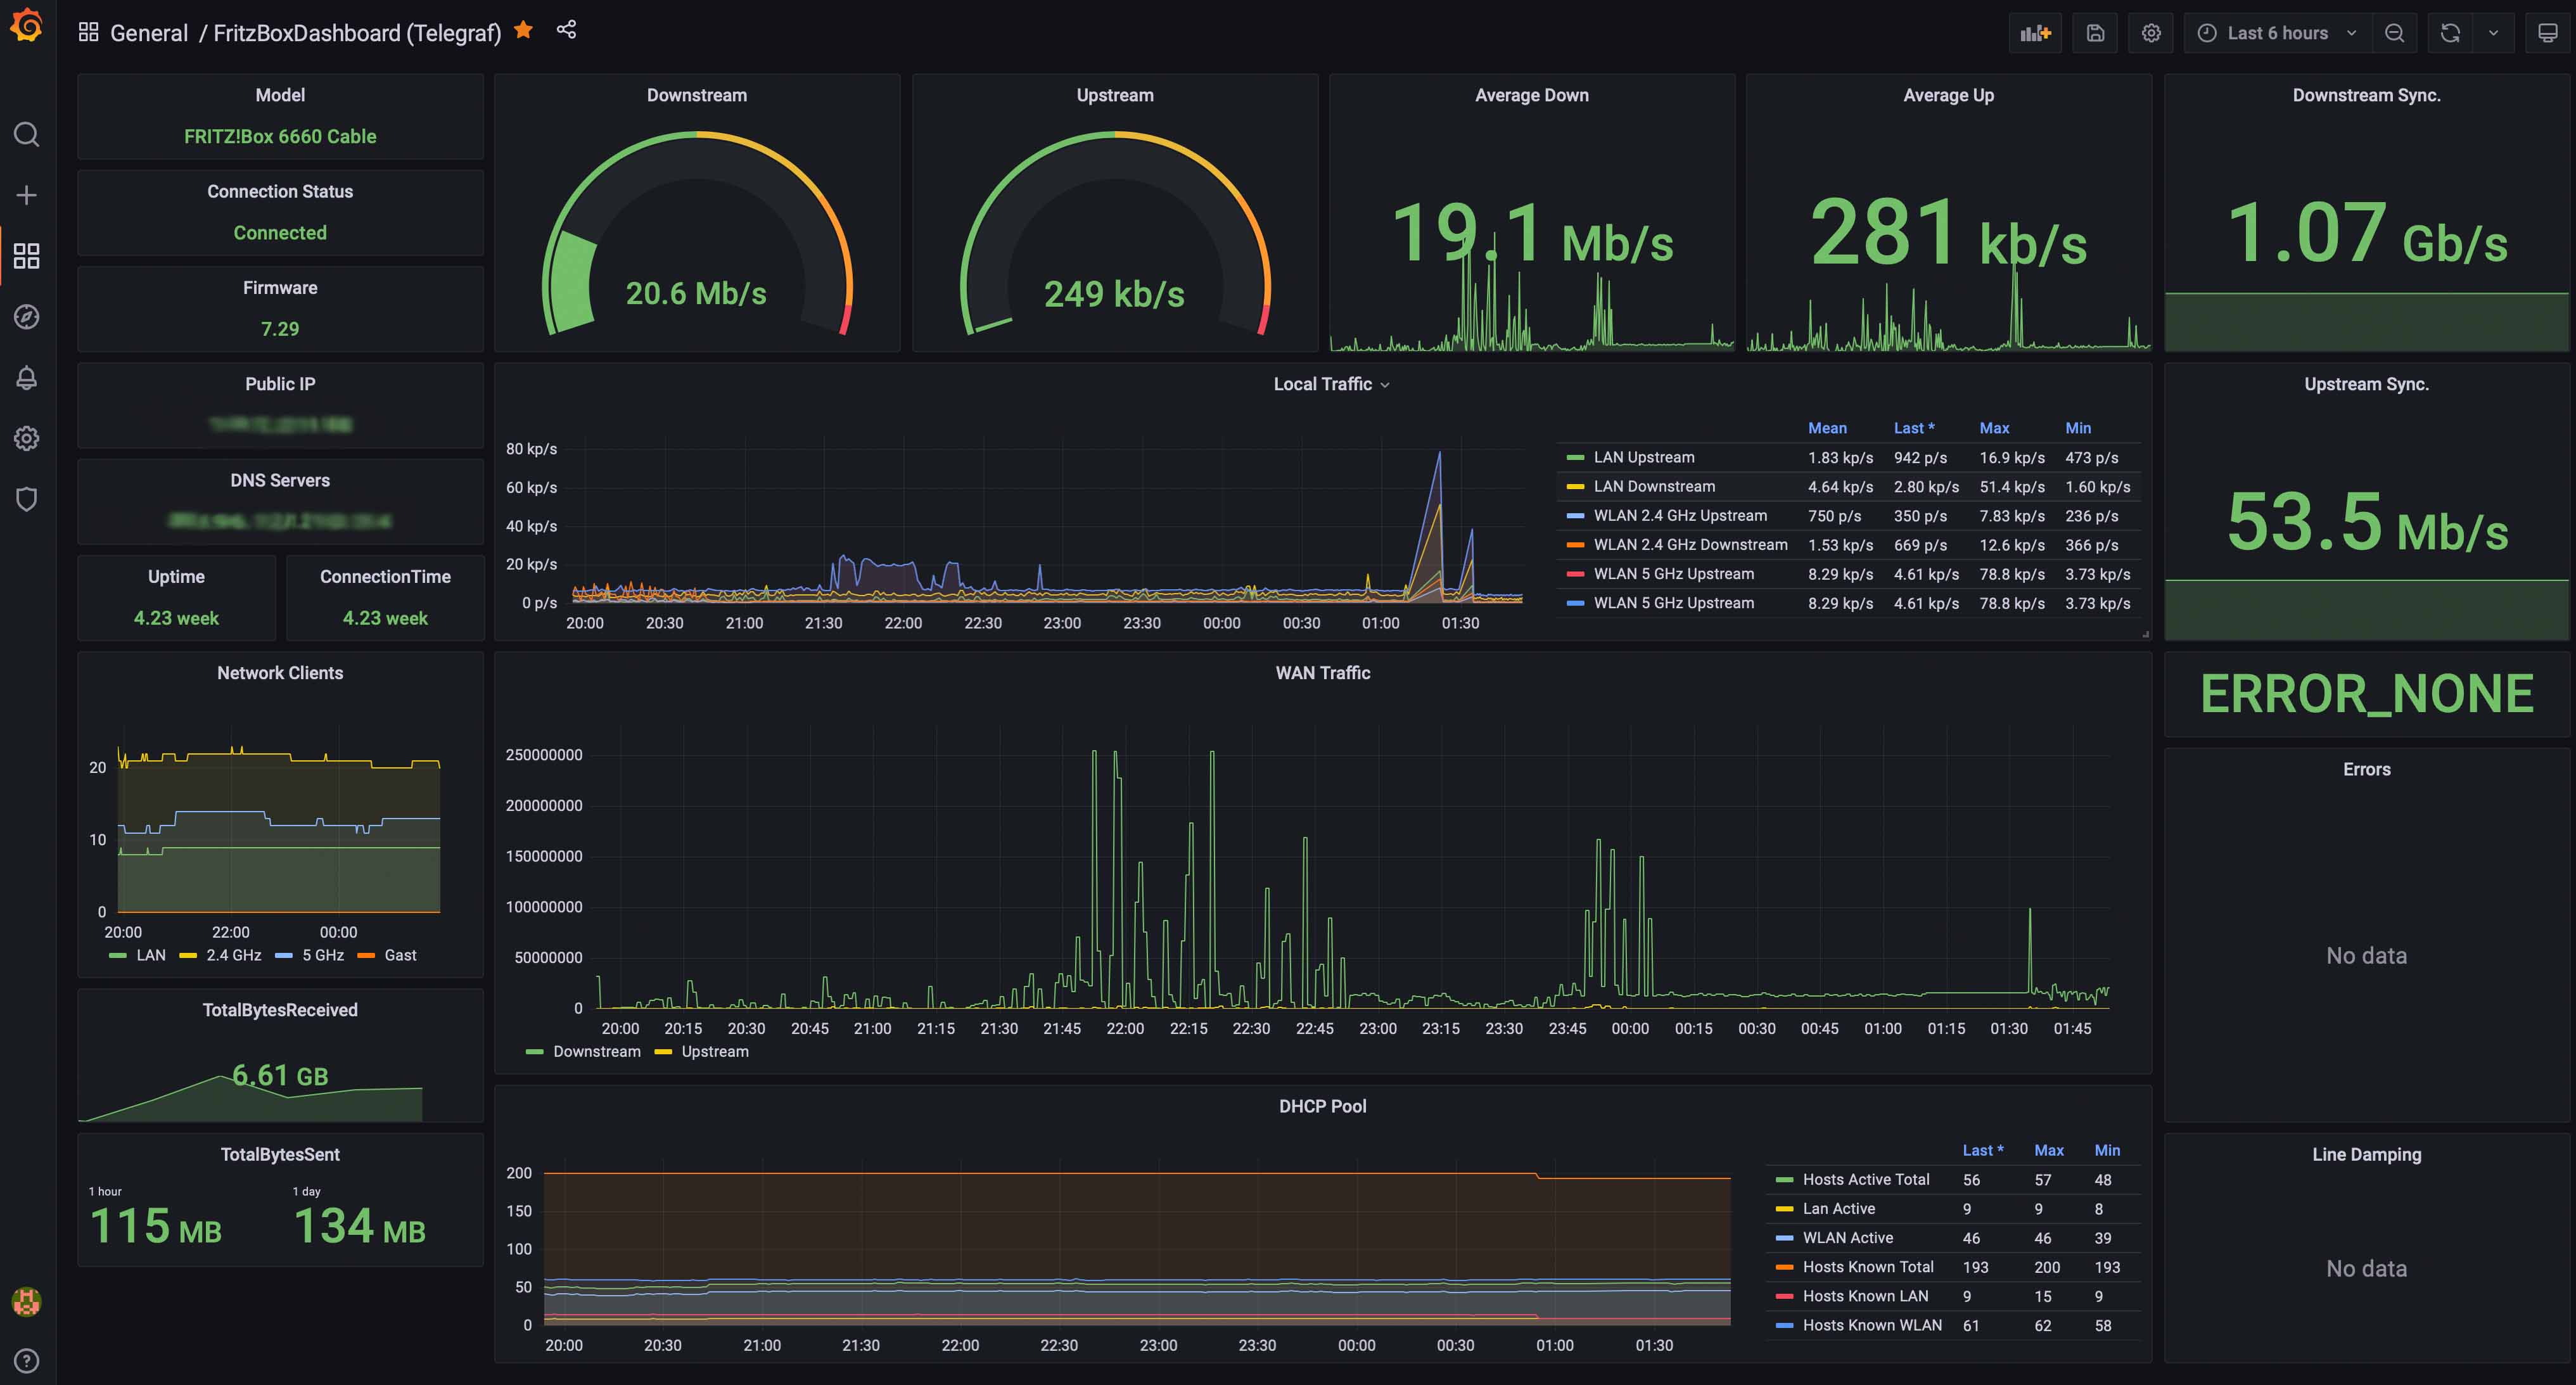 General / FritzBoxDashboard (Telegraf)
Last 6 hours
Model
FRITZ!Box 6660 Cable
Connection Status
Connected
Firmware
7.29
Public IP
DNS Servers
Uptime
4.23 week
ConnectionTime
4.23 week
Downstream
20.6 Mb/s
Upstream
249 kb/s
Average Down
19.1 Mb/s
Average Up
281 kb/s
Downstream Sync.
1.07 Gb/s
Local Traffic
80 kp/s
60 kp/s
40 kp/s
20 kp/s
0 p/s
20:00 20:30 21:00 21:30 22:00 22:30 23:00 23:30 00:00 00:30 01:00 01:30
Mean Last * Max Min
LAN Upstream 1.83 kp/s 942 p/s 16.9 kp/s 473 p/s
LAN Downstream 4.64 kp/s 2.80 kp/s 51.4 kp/s 1.60 kp/s
WLAN 2.4 GHz Upstream 750 p/s 350 p/s 7.83 kp/s 236 p/s
WLAN 2.4 GHz Downstream 1.53 kp/s 669 p/s 12.6 kp/s 366 p/s
WLAN 5 GHz Upstream 8.29 kp/s 4.61 kp/s 78.8 kp/s 3.73 kp/s
WLAN 5 GHz Upstream 8.29 kp/s 4.61 kp/s 78.8 kp/s 3.73 kp/s
Upstream Sync.
53.5 Mb/s
Network Clients
20
10
0
20:00 22:00 00:00
LAN 2.4 GHz 5 GHz Gast
WAN Traffic
250000000
200000000
150000000
100000000
50000000
0
20:00 20:15 20:30 20:45 21:00 21:15 21:30 21:45 22:00 22:15 22:30 22:45 23:00 23:15 23:30 23:45 00:00 00:15 00:30 00:45 01:00 01:15 01:30 01:45
Downstream Upstream
ERROR_NONE
Errors
No data
TotalBytesReceived
6.61 GB
TotalBytesSent
1 hour 1 day
115 MB 134 MB
DHCP Pool
200
150
100
50
0
20:00 20:30 21:00 21:30 22:00 22:30 23:00 23:30 00:00 00:30 01:00 01:30
Last * Max Min
Hosts Active Total 56 57 48
Lan Active 9 9 8
WLAN Active 46 46 39
Hosts Known Total 193 200 193
Hosts Known LAN 9 15 9
Hosts Known WLAN 61 62 58
Line Damping
No data